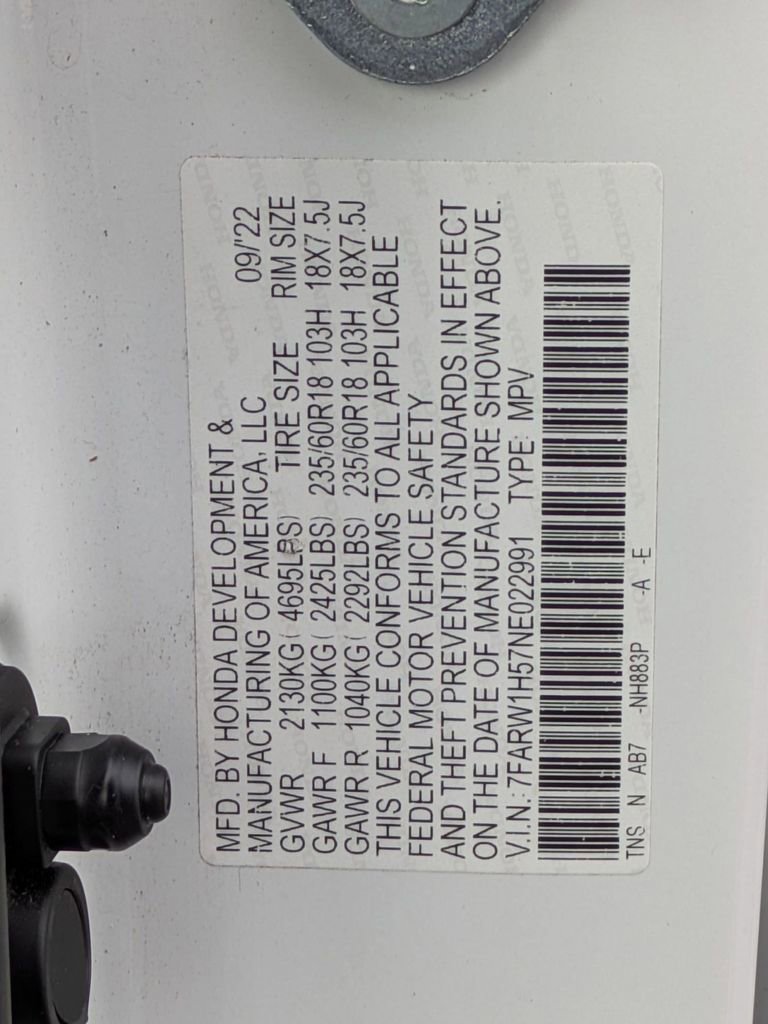 MFD. BY HONDA DEVELOPMENT &
MANUFACTURING OF AMERICA, LLC 09/'22
GVWR 2130KG( 4695LBS) TIRE SIZE RIM SIZE
GAWR F 1100KG( 2425LBS) 235/60R18 103H 18X7.5J
GAWR R 1040KG( 2292LBS) 235/60R18 103H 18X7.5J
THIS VEHICLE CONFORMS TO ALL APPLICABLE
FEDERAL MOTOR VEHICLE SAFETY
AND THEFT PREVENTION STANDARDS IN EFFECT
ON THE DATE OF MANUFACTURE SHOWN ABOVE.
V.I.N.: 7FARW1H57NE022991 TYPE: MPV
TNS N AB7 -NH883P -A -E